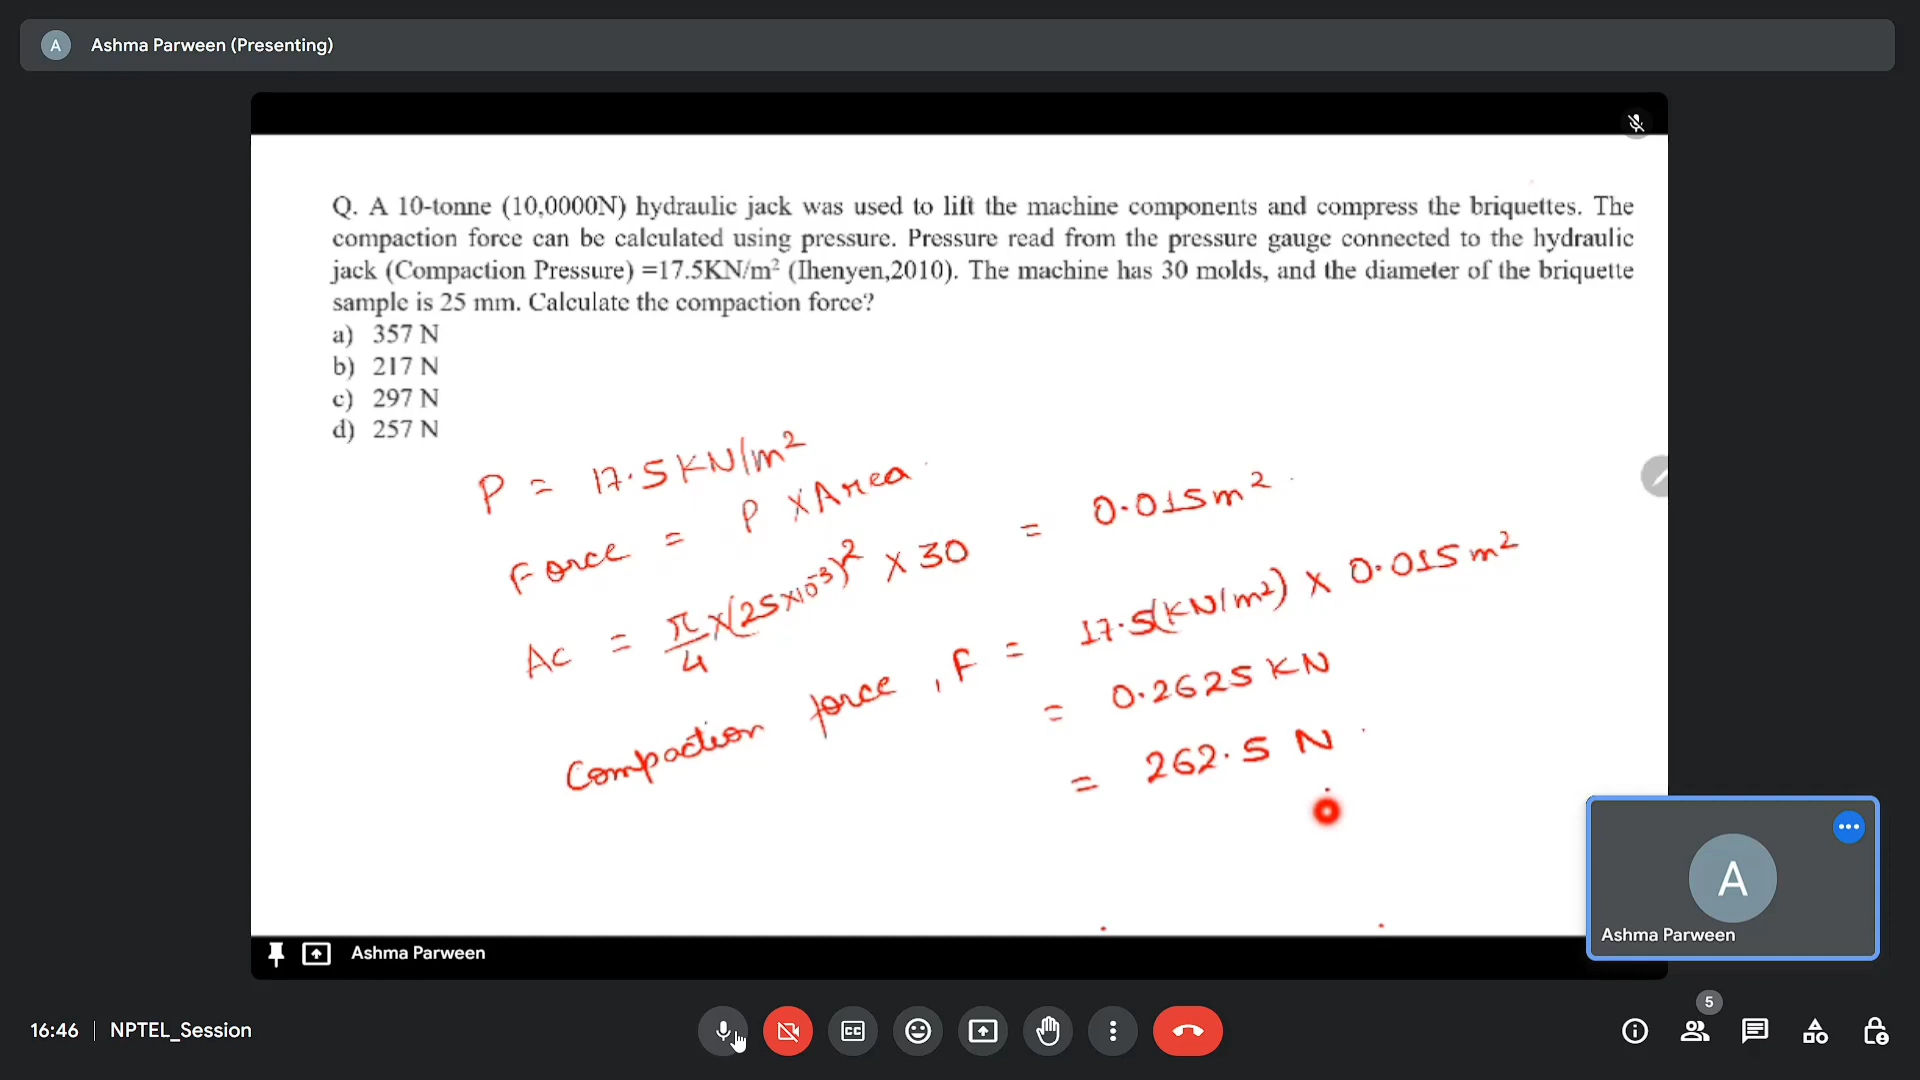 A Ashma Parween (Presenting)
Q. A 10-tonne (10,0000N) hydraulic jack was used to lift the machine components and compress the briquettes. The
compaction force can be calculated using pressure. Pressure read from the pressure gauge connected to the hydraulic
jack (Compaction Pressure) =17.5KN/m² (Ihenyen,2010). The machine has 30 molds, and the diameter of the briquette
sample is 25 mm. Calculate the compaction force?
a) 357 N
b) 217 N
c) 297 N
d) 257 N
P = 17.5 KN/m²
Force = P × Area
Ac = π/4 × (25×10⁻³)² × 30 = 0.015 m²
Compaction force, F = 17.5(KN/m²) × 0.015 m²
= 0.2625 KN
= 262.5 N
A
Ashma Parween
Ashma Parween
16:46 | NPTEL_Session
CC
5